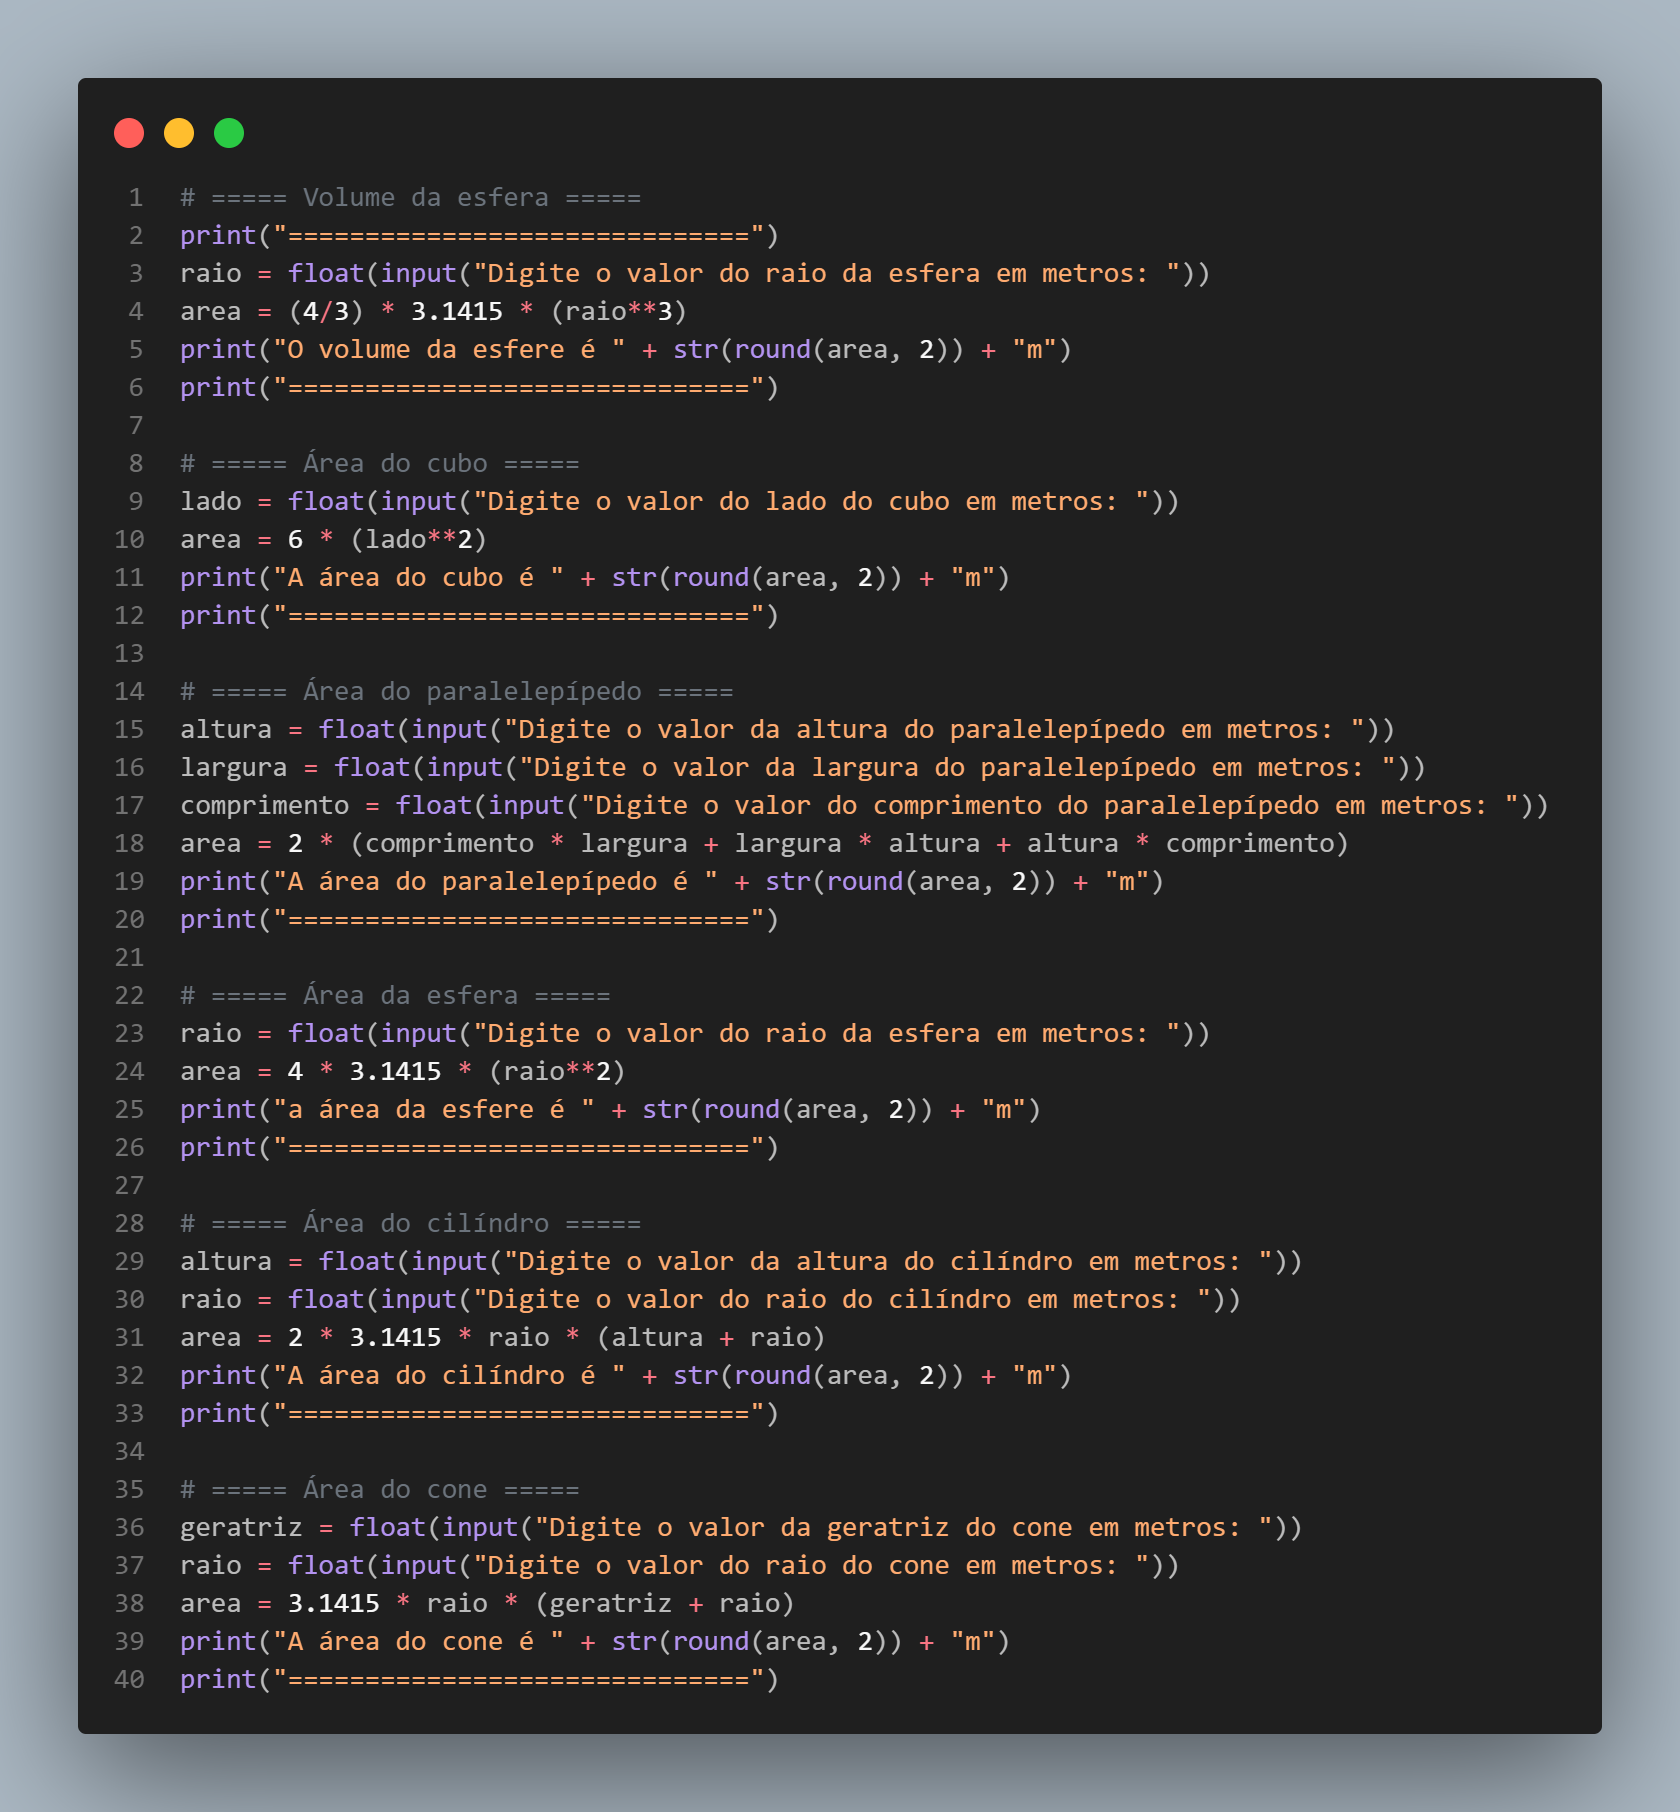 1 # ===== Volume da esfera =====
2 print("==============================")
3 raio = float(input("Digite o valor do raio da esfera em metros: "))
4 area = (4/3) * 3.1415 * (raio**3)
5 print("O volume da esfere é " + str(round(area, 2)) + "m")
6 print("==============================")
7
8 # ===== Área do cubo =====
9 lado = float(input("Digite o valor do lado do cubo em metros: "))
10 area = 6 * (lado**2)
11 print("A área do cubo é " + str(round(area, 2)) + "m")
12 print("==============================")
13
14 # ===== Área do paralelepípedo =====
15 altura = float(input("Digite o valor da altura do paralelepípedo em metros: "))
16 largura = float(input("Digite o valor da largura do paralelepípedo em metros: "))
17 comprimento = float(input("Digite o valor do comprimento do paralelepípedo em metros: "))
18 area = 2 * (comprimento * largura + largura * altura + altura * comprimento)
19 print("A área do paralelepípedo é " + str(round(area, 2)) + "m")
20 print("==============================")
21
22 # ===== Área da esfera =====
23 raio = float(input("Digite o valor do raio da esfera em metros: "))
24 area = 4 * 3.1415 * (raio**2)
25 print("a área da esfere é " + str(round(area, 2)) + "m")
26 print("==============================")
27
28 # ===== Área do cilíndro =====
29 altura = float(input("Digite o valor da altura do cilíndro em metros: "))
30 raio = float(input("Digite o valor do raio do cilíndro em metros: "))
31 area = 2 * 3.1415 * raio * (altura + raio)
32 print("A área do cilíndro é " + str(round(area, 2)) + "m")
33 print("==============================")
34
35 # ===== Área do cone =====
36 geratriz = float(input("Digite o valor da geratriz do cone em metros: "))
37 raio = float(input("Digite o valor do raio do cone em metros: "))
38 area = 3.1415 * raio * (geratriz + raio)
39 print("A área do cone é " + str(round(area, 2)) + "m")
40 print("==============================")